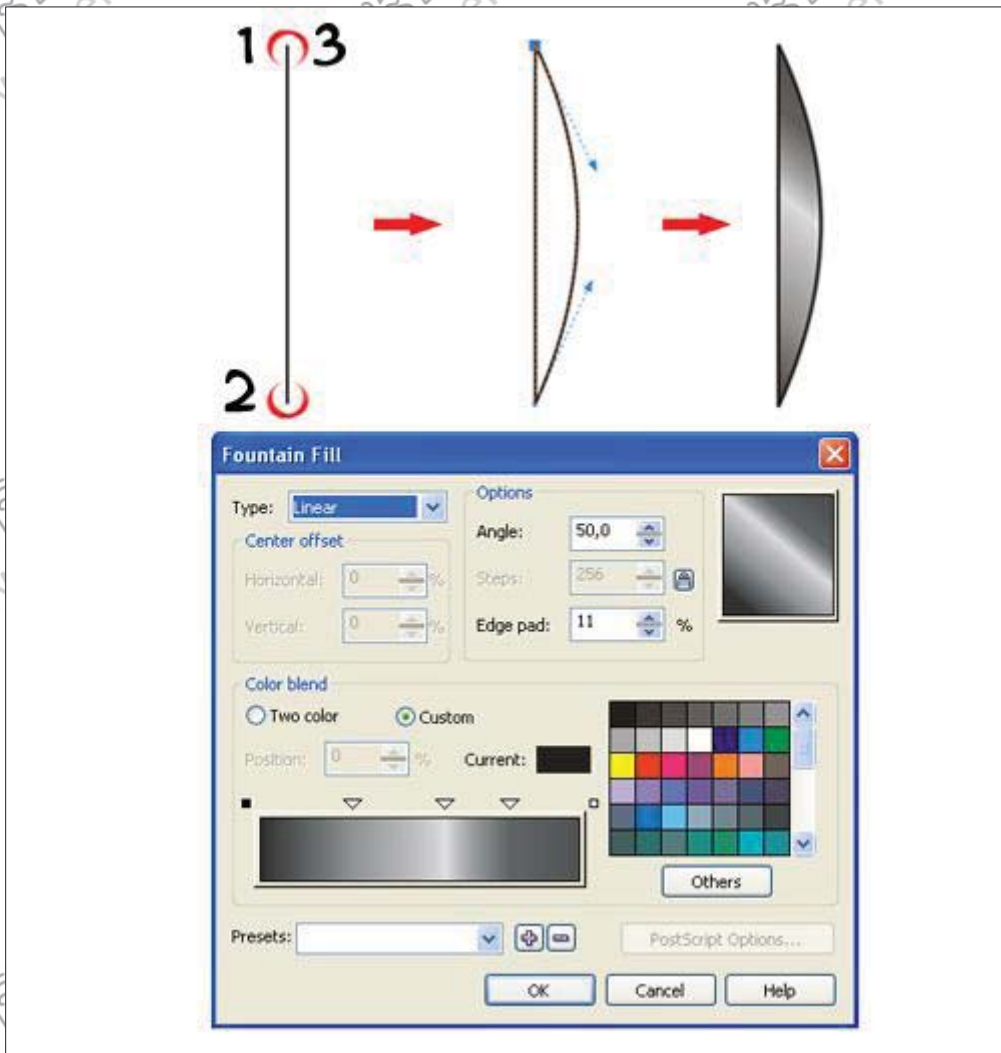 1 3
2
Fountain Fill
Type: Linear
Options
Angle: 50,0
Center offset
Horizontal: 0 %
Steps: 256
Vertical: 0 %
Edge pad: 11 %
Color blend
Two color Custom
Position: 0 % Current:
Others
Presets:
PostScript Options...
OK Cancel Help